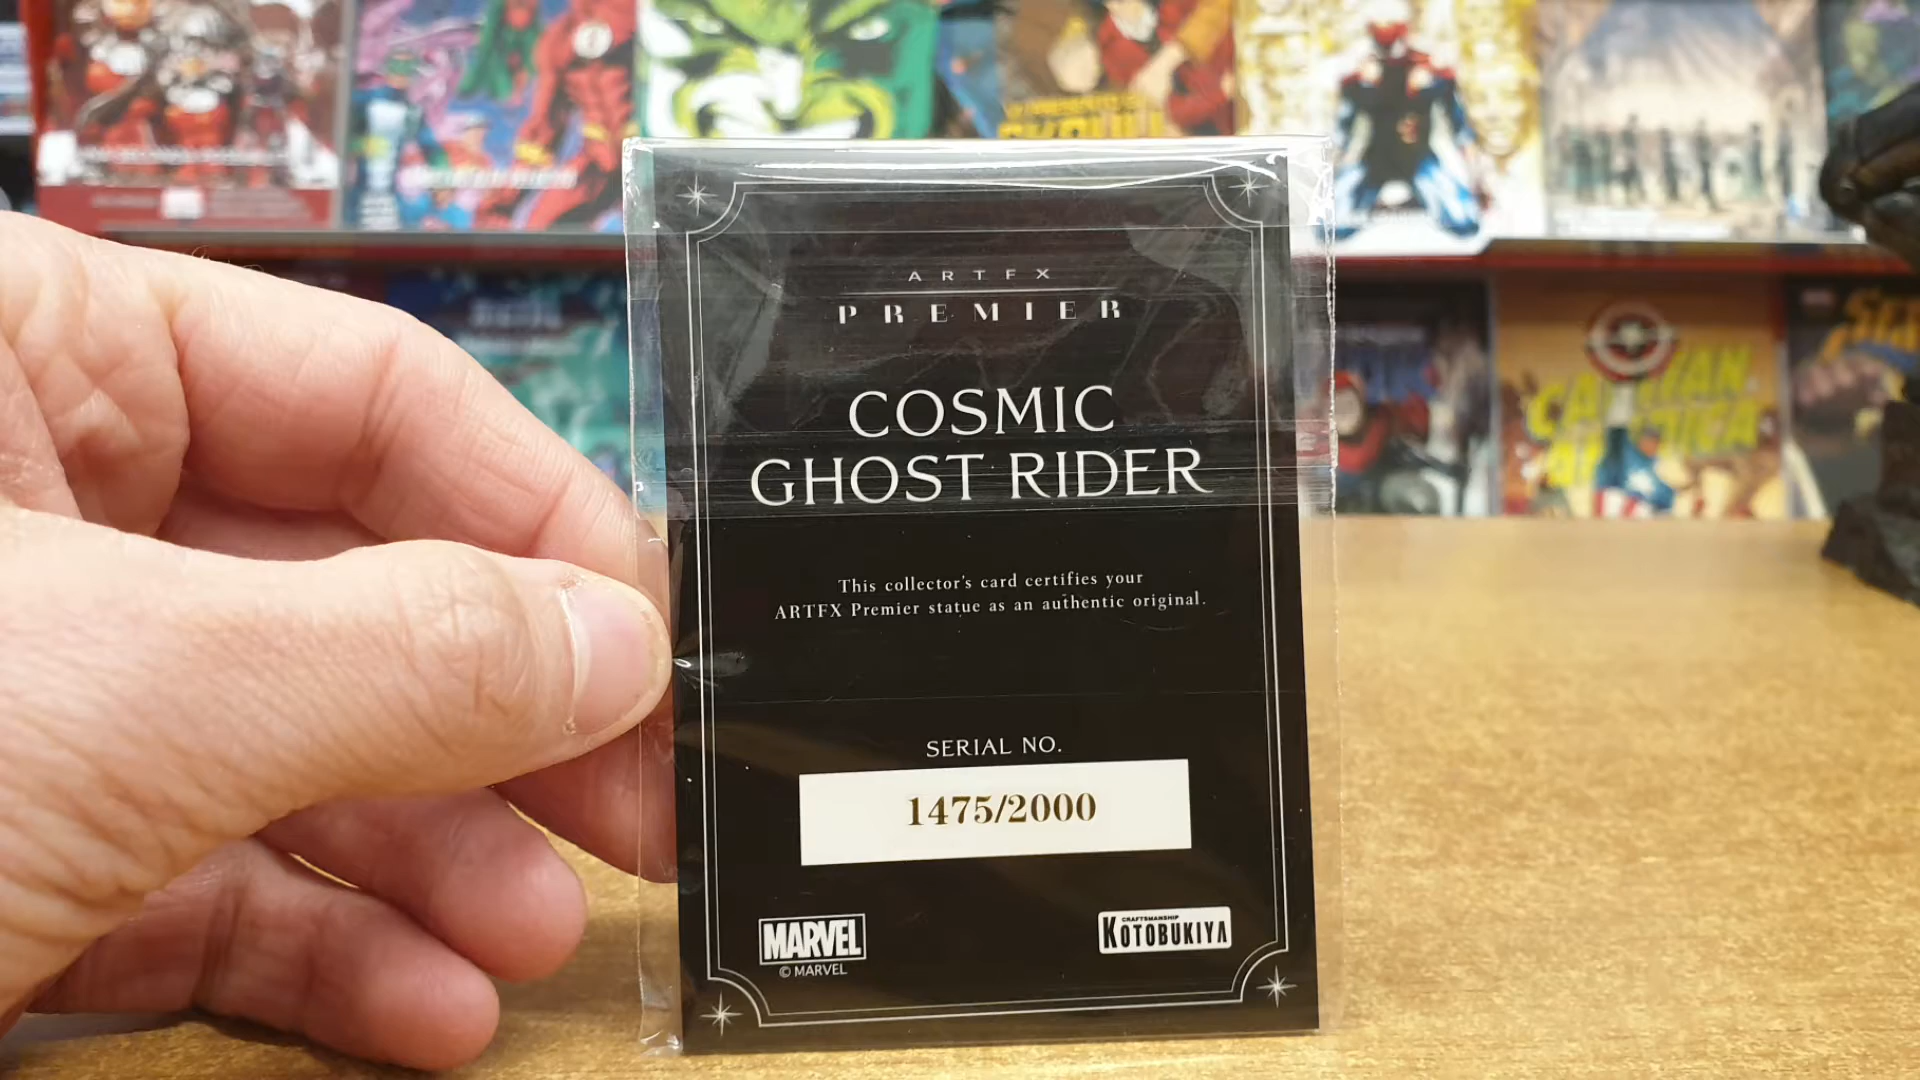 ARTFX
PREMIER
COSMIC
GHOST RIDER
This collector's card certifies your
ARTFX Premier statue as an authentic original.
SERIAL NO.
1475/2000
MARVEL
© MARVEL
CRAFTSMANSHIP
KOTOBUKIYA